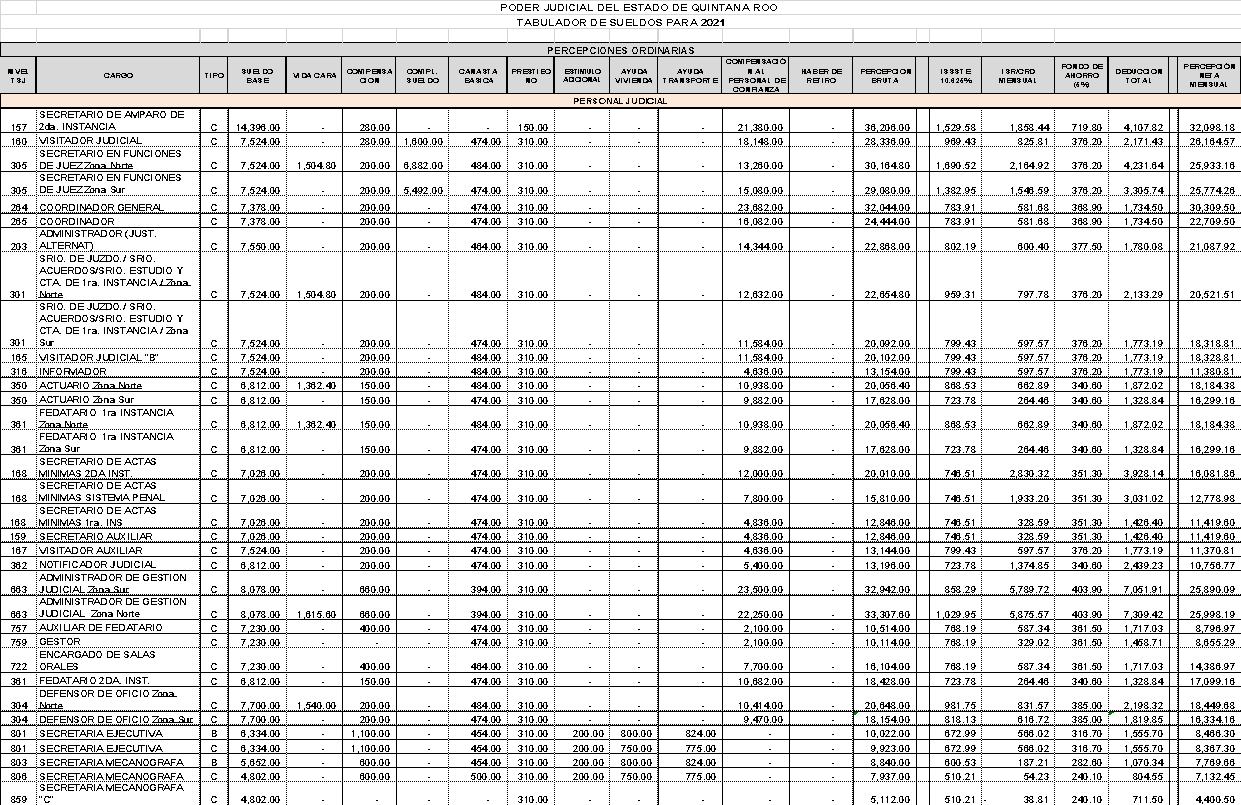 PODER JUDICIAL DEL ESTADO DE QUINTANA ROO
TABULADOR DE SUELDOS PARA 2021
PERCEPCIONES ORDINARIAS
NIVEL TSJ CARGO TIPO SUELDO BASE VIDA CARA COMPENSACION COMPL. SUELDO CANASTA BASICA PRESTIBONO ESTIMULO ADICIONAL AYUDA VIVIENDA AYUDA TRANSPORTE COMPENSACIÓN AL PERSONAL DE CONFIANZA HABER DE RETIRO PERCEPCION BRUTA ISSSTE 10.625% ISR/CRD MENSUAL FONDO DE AHORRO (5%) DEDUCCION TOTAL PERCEPCIÓN NETA MENSUAL
PERSONAL JUDICIAL
SECRETARIO DE AMPARO DE
157 2da. INSTANCIA C 14,396.00 - 280.00 - - 150.00 - - - 21,380.00 - 36,206.00 1,529.58 1,858.44 719.80 4,107.82 32,098.18
160 VISITADOR JUDICIAL C 7,524.00 - 280.00 1,600.00 474.00 310.00 - - - 18,148.00 - 28,336.00 969.43 825.81 376.20 2,171.43 26,164.57
SECRETARIO EN FUNCIONES
305 DE JUEZ Zona Norte C 7,524.00 1,504.80 200.00 6,882.00 484.00 310.00 - - - 13,260.00 - 30,164.80 1,690.52 2,164.92 376.20 4,231.64 25,933.16
SECRETARIO EN FUNCIONES
305 DE JUEZ Zona Sur C 7,524.00 - 200.00 5,492.00 474.00 310.00 - - - 15,080.00 - 29,080.00 1,382.95 1,546.59 376.20 3,305.74 25,774.26
264 COORDINADOR GENERAL C 7,378.00 - 200.00 - 474.00 310.00 - - - 23,682.00 - 32,044.00 783.91 581.68 368.90 1,734.50 30,309.50
265 COORDINADOR C 7,378.00 - 200.00 - 474.00 310.00 - - - 16,082.00 - 24,444.00 783.91 581.68 368.90 1,734.50 22,709.50
ADMINISTRADOR (JUST.
203 ALTERNAT) C 7,550.00 - 200.00 - 464.00 310.00 - - - 14,344.00 - 22,868.00 802.19 600.40 377.50 1,780.08 21,087.92
SRIO. DE JUZDO./ SRIO.
ACUERDOS/SRIO. ESTUDIO Y
CTA. DE 1ra. INSTANCIA / Zona
301 Norte C 7,524.00 1,504.80 200.00 - 484.00 310.00 - - - 12,632.00 - 22,654.80 959.31 797.78 376.20 2,133.29 20,521.51
SRIO. DE JUZDO./ SRIO.
ACUERDOS/SRIO. ESTUDIO Y
CTA. DE 1ra. INSTANCIA / Zona
301 Sur C 7,524.00 - 200.00 - 474.00 310.00 - - - 11,584.00 - 20,092.00 799.43 597.57 376.20 1,773.19 18,318.81
165 VISITADOR JUDICIAL "B" C 7,524.00 - 200.00 - 484.00 310.00 - - - 11,584.00 - 20,102.00 799.43 597.57 376.20 1,773.19 18,328.81
316 INFORMADOR C 7,524.00 - 200.00 - 484.00 310.00 - - - 4,636.00 - 13,154.00 799.43 597.57 376.20 1,773.19 11,380.81
350 ACTUARIO Zona Norte C 6,812.00 1,362.40 150.00 - 484.00 310.00 - - - 10,938.00 - 20,056.40 868.53 662.89 340.60 1,872.02 18,184.38
350 ACTUARIO Zona Sur C 6,812.00 - 150.00 - 474.00 310.00 - - - 9,882.00 - 17,628.00 723.78 264.46 340.60 1,328.84 16,299.16
FEDATARIO 1ra INSTANCIA
361 Zona Norte C 6,812.00 1,362.40 150.00 - 484.00 310.00 - - - 10,938.00 - 20,056.40 868.53 662.89 340.60 1,872.02 18,184.38
FEDATARIO 1ra INSTANCIA
361 Zona Sur C 6,812.00 - 150.00 - 474.00 310.00 - - - 9,882.00 - 17,628.00 723.78 264.46 340.60 1,328.84 16,299.16
SECRETARIO DE ACTAS
168 MINIMAS 2DA INST. C 7,026.00 - 200.00 - 474.00 310.00 - - - 12,000.00 - 20,010.00 746.51 2,830.32 351.30 3,928.14 16,081.86
SECRETARIO DE ACTAS
168 MINIMAS SISTEMA PENAL C 7,026.00 - 200.00 - 474.00 310.00 - - - 7,800.00 - 15,810.00 746.51 1,933.20 351.30 3,031.02 12,778.98
SECRETARIO DE ACTAS
168 MINIMAS 1ra. INS C 7,026.00 - 200.00 - 474.00 310.00 - - - 4,836.00 - 12,846.00 746.51 328.59 351.30 1,426.40 11,419.60
159 SECRETARIO AUXILIAR C 7,026.00 - 200.00 - 474.00 310.00 - - - 4,836.00 - 12,846.00 746.51 328.59 351.30 1,426.40 11,419.60
167 VISITADOR AUXILIAR C 7,524.00 - 200.00 - 474.00 310.00 - - - 4,636.00 - 13,144.00 799.43 597.57 376.20 1,773.19 11,370.81
362 NOTIFICADOR JUDICIAL C 6,812.00 - 200.00 - 474.00 310.00 - - - 5,400.00 - 13,196.00 723.78 1,374.85 340.60 2,439.23 10,756.77
ADMINISTRADOR DE GESTION
663 JUDICIAL Zona Sur C 8,078.00 - 660.00 - 394.00 310.00 - - - 23,500.00 - 32,942.00 858.29 5,789.72 403.90 7,051.91 25,890.09
ADMINISTRADOR DE GESTION
663 JUDICIAL Zona Norte C 8,078.00 1,615.60 660.00 - 394.00 310.00 - - - 22,250.00 - 33,307.60 1,029.95 5,875.57 403.90 7,309.42 25,998.19
757 AUXILIAR DE FEDATARIO C 7,230.00 - 400.00 - 474.00 310.00 - - - 2,100.00 - 10,514.00 768.19 587.34 361.50 1,717.03 8,796.97
759 GESTOR C 7,230.00 - 474.00 310.00 - - - 2,100.00 - 10,114.00 768.19 329.02 361.50 1,458.71 8,655.29
ENCARGADO DE SALAS
722 ORALES C 7,230.00 - 400.00 - 464.00 310.00 - - - 7,700.00 - 16,104.00 768.19 587.34 361.50 1,717.03 14,386.97
361 FEDATARIO 2DA. INST. C 6,812.00 - 150.00 - 474.00 310.00 - - - 10,682.00 - 18,428.00 723.78 264.46 340.60 1,328.84 17,099.16
DEFENSOR DE OFICIO Zona
304 Norte C 7,700.00 1,540.00 200.00 - 484.00 310.00 - - - 10,414.00 - 20,648.00 981.75 831.57 385.00 2,198.32 18,449.68
304 DEFENSOR DE OFICIO Zona Sur C 7,700.00 - 200.00 - 474.00 310.00 - - - 9,470.00 - 18,154.00 818.13 616.72 385.00 1,819.85 16,334.16
801 SECRETARIA EJECUTIVA B 6,334.00 - 1,100.00 - 454.00 310.00 200.00 800.00 824.00 - - 10,022.00 672.99 566.02 316.70 1,555.70 8,466.30
801 SECRETARIA EJECUTIVA C 6,334.00 - 1,100.00 - 454.00 310.00 200.00 750.00 775.00 - - 9,923.00 672.99 566.02 316.70 1,555.70 8,367.30
803 SECRETARIA MECANOGRAFA B 5,652.00 - 600.00 - 454.00 310.00 200.00 800.00 824.00 - - 8,840.00 600.53 187.21 282.60 1,070.34 7,769.66
806 SECRETARIA MECANOGRAFA C 4,802.00 - 600.00 - 500.00 310.00 200.00 750.00 775.00 - - 7,937.00 510.21 54.23 240.10 804.55 7,132.45
SECRETARIA MECANOGRAFA
859 "C" C 4,802.00 - - - - 310.00 - - - - - 5,112.00 510.21 - 38.81 240.10 711.50 4,400.50